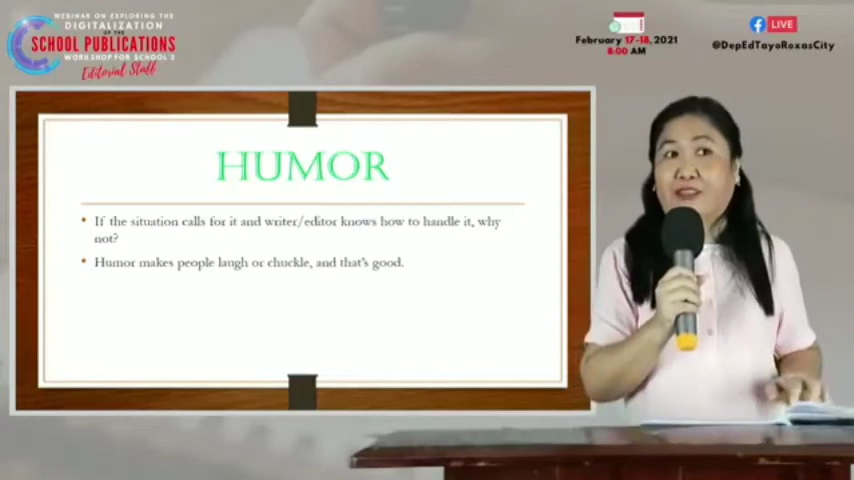 WEBINAR ON EXPLORING THE
DIGITALIZATION
OF THE
SCHOOL PUBLICATIONS
WORKSHOP FOR SCHOOL'S
Editorial Staff
February 17-18, 2021
8:00 AM
LIVE
@DepEdTayoRoxasCity
HUMOR
• If the situation calls for it and writer/editor knows how to handle it, why
not?
• Humor makes people laugh or chuckle, and that's good.